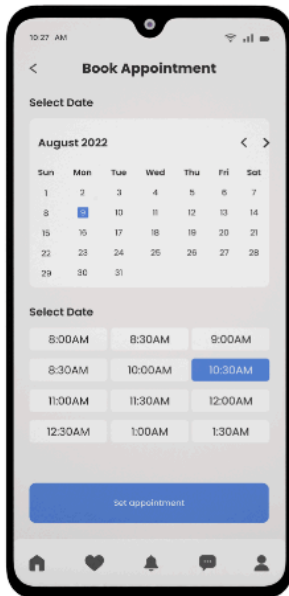 10:27 AM
Book Appointment
Select Date
August 2022
Sun Mon Tue Wed Thu Fri Sat
1 2 3 4 5 6 7
8 9 10 11 12 13 14
15 16 17 18 19 20 21
22 23 24 25 26 27 28
29 30 31
Select Date
8:00AM 8:30AM 9:00AM
8:30AM 10:00AM 10:30AM
11:00AM 11:30AM 12:00AM
12:30AM 1:00AM 1:30AM
Set appointment